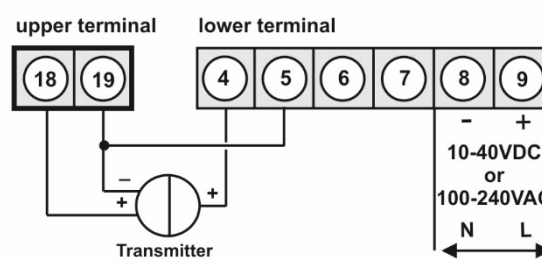 upper terminal lower terminal
18 19 4 5 6 7 8 9
- +
10-40VDC
or
100-240VAC
N L
–
+ +
Transmitter